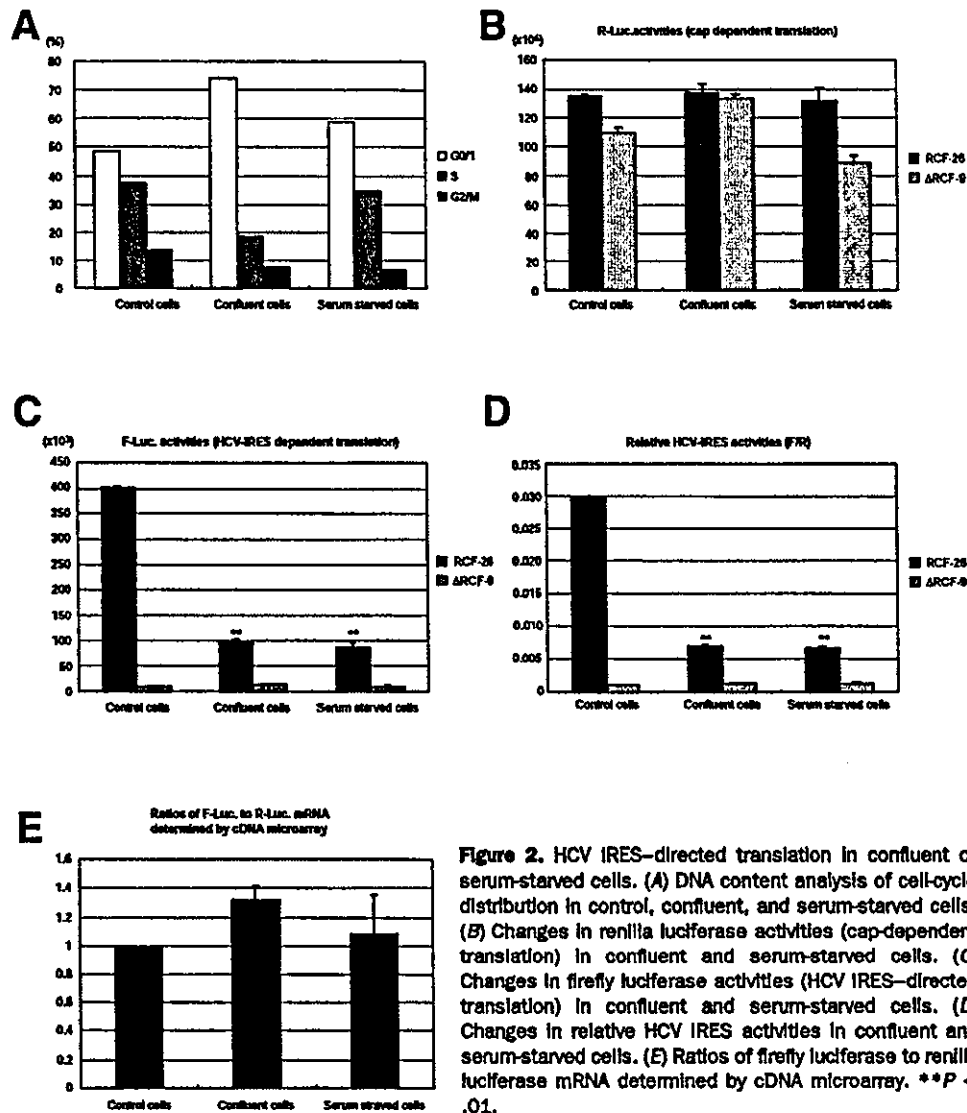 A
(%)
80
70
60
50
40
30
20
10
0
Control cells Confluent cells Serum starved cells
G0/1
S
G2/M
B
R-Luc.activities (cap dependent translation)
(x10⁴)
160
140
120
100
80
60
40
20
0
Control cells Confluent cells Serum starved cells
RCF-26
ΔRCF-9
C
F-Luc. activities (HCV-IRES dependent translation)
(x10³)
450
400
350
300
250
200
150
100
50
0
** **
Control cells Confluent cells Serum starved cells
RCF-26
ΔRCF-9
D
Relative HCV-IRES activities (F/R)
0.035
0.030
0.025
0.020
0.015
0.010
0.005
0
** **
Control cells Confluent cells Serum starved cells
RCF-26
ΔRCF-9
E
Ratios of F-Luc. to R-Luc. mRNA
determined by cDNA microarray
1.6
1.4
1.2
1
0.8
0.6
0.4
0.2
0
Control cells Confluent cells Serum straved cells
Figure 2. HCV IRES–directed translation in confluent o
serum-starved cells. (A) DNA content analysis of cell-cycl
distribution in control, confluent, and serum-starved cells
(B) Changes in renilla luciferase activities (cap-dependen
translation) in confluent and serum-starved cells. (C
Changes in firefly luciferase activities (HCV IRES–directe
translation) in confluent and serum-starved cells. (D
Changes in relative HCV IRES activities in confluent an
serum-starved cells. (E) Ratios of firefly luciferase to renill
luciferase mRNA determined by cDNA microarray. **P <
.01.